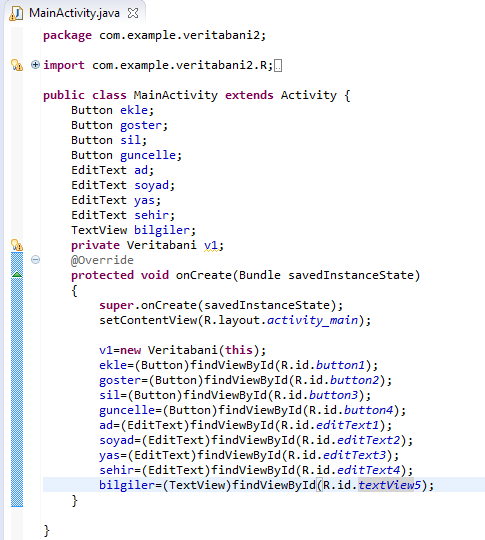 MainActivity.java
package com.example.veritabani2;
import com.example.veritabani2.R;
public class MainActivity extends Activity {
Button ekle;
Button goster;
Button sil;
Button guncelle;
EditText ad;
EditText soyad;
EditText yas;
EditText sehir;
TextView bilgiler;
private Veritabani v1;
@Override
protected void onCreate(Bundle savedInstanceState)
{
super.onCreate(savedInstanceState);
setContentView(R.layout.activity_main);
v1=new Veritabani(this);
ekle=(Button)findViewById(R.id.button1);
goster=(Button)findViewById(R.id.button2);
sil=(Button)findViewById(R.id.button3);
guncelle=(Button)findViewById(R.id.button4);
ad=(EditText)findViewById(R.id.editText1);
soyad=(EditText)findViewById(R.id.editText2);
yas=(EditText)findViewById(R.id.editText3);
sehir=(EditText)findViewById(R.id.editText4);
bilgiler=(TextView)findViewById(R.id.textView5);
}
}